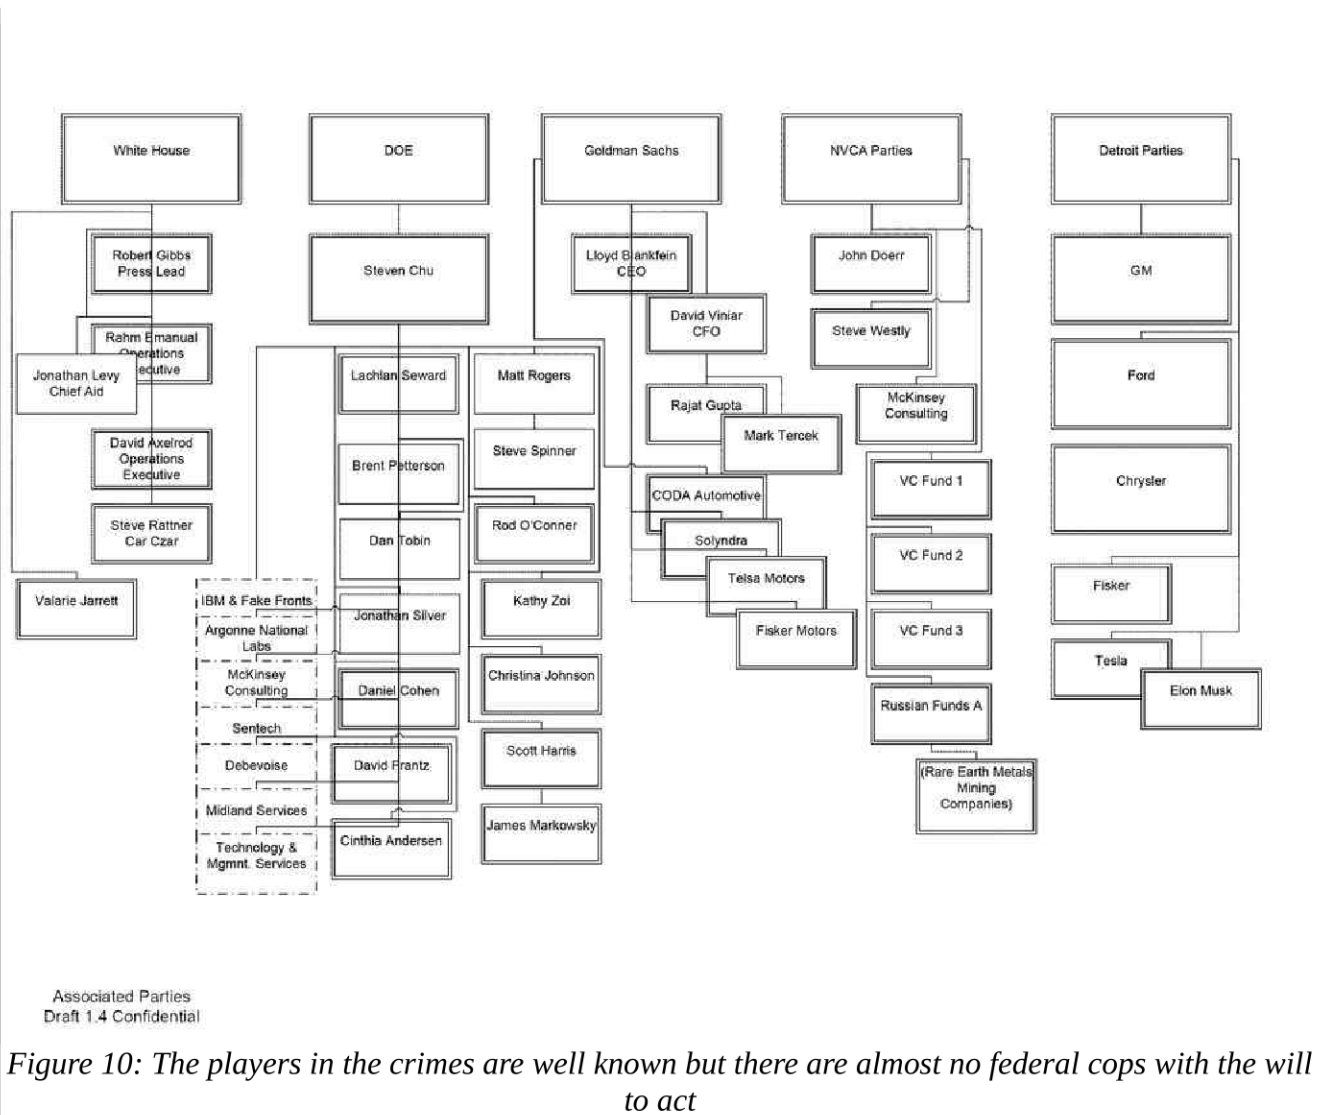 White House
DOE
Goldman Sachs
NVCA Parties
Detroit Parties
Robert Gibbs
Press Lead
Rahm Emanual
Operations
ecutive
Jonathan Levy
Chief Aid
David Axelrod
Operations
Executive
Steve Rattner
Car Czar
Valarie Jarrett
Steven Chu
Lachlan Seward
Brent Petterson
Dan Tobin
Jonathan Silver
Daniel Cohen
David Frantz
Cinthia Andersen
IBM & Fake Fronts
Argonne National
Labs
McKinsey
Consulting
Sentech
Debevoise
Midland Services
Technology &
Mgmnt. Services
Matt Rogers
Steve Spinner
Rod O'Conner
Kathy Zoi
Christina Johnson
Scott Harris
James Markowsky
Lloyd Blankfein
CEO
David Viniar
CFO
Rajat Gupta
Mark Tercek
CODA Automotive
Solyndra
Telsa Motors
Fisker Motors
John Doerr
Steve Westly
McKinsey
Consulting
VC Fund 1
VC Fund 2
VC Fund 3
Russian Funds A
(Rare Earth Metals
Mining
Companies)
GM
Ford
Chrysler
Fisker
Tesla
Elon Musk
Associated Parties
Draft 1.4 Confidential
Figure 10: The players in the crimes are well known but there are almost no federal cops with the will
to act